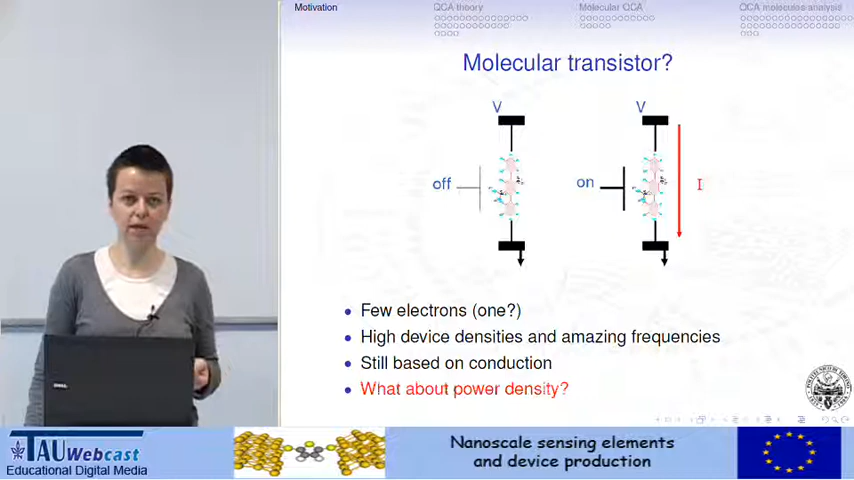 Motivation
QCA theory
Molecular QCA
QCA molecules analysis
Molecular transistor?
V
V
off
on
I
Few electrons (one?)
High device densities and amazing frequencies
Still based on conduction
What about power density?
DELL
TAU Webcast
Educational Digital Media
Nanoscale sensing elements
and device production